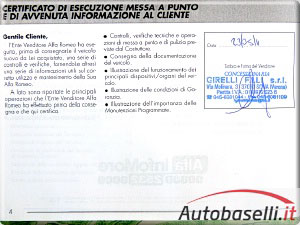 CERTIFICATO DI ESECUZIONE MESSA A PUNTO
E DI AVVENUTA INFORMAZIONE AL CLIENTE
Gentile Cliente,
l'Ente Venditore Alfa Romeo ha ese-
guito, prima di consegnarLe il veicolo
nuovo da Lei acquistato, una serie
di controlli e verifiche, fornendole altresì
una serie di informazioni utili sul cor-
retto utilizzo e mantenimento della Sua
Alfa Romeo.
A lato sono riportate le principali
operazioni che l'Ente Venditore Alfa
Romeo ha effettuato prima della conse-
gna e che qui certifica.
• Controlli, verifiche tecniche e opera-
zioni di messa a punto e di pulizia pre-
viste dal Costruttore.
• Consegna della documentazione
del veicolo.
• Illustrazione del funzionamento dei
principali dispositivi/organi del vei-
colo.
• Illustrazione delle condizioni di Ga-
ranzia.
• Illustrazione dell'importanza della
Manutenzioni Programmate.
Data
Timbro e Firma del Venditore
CONCESSIONARIA
CIRELLI F.LLI s.r.l.
4
Autobaselli.it